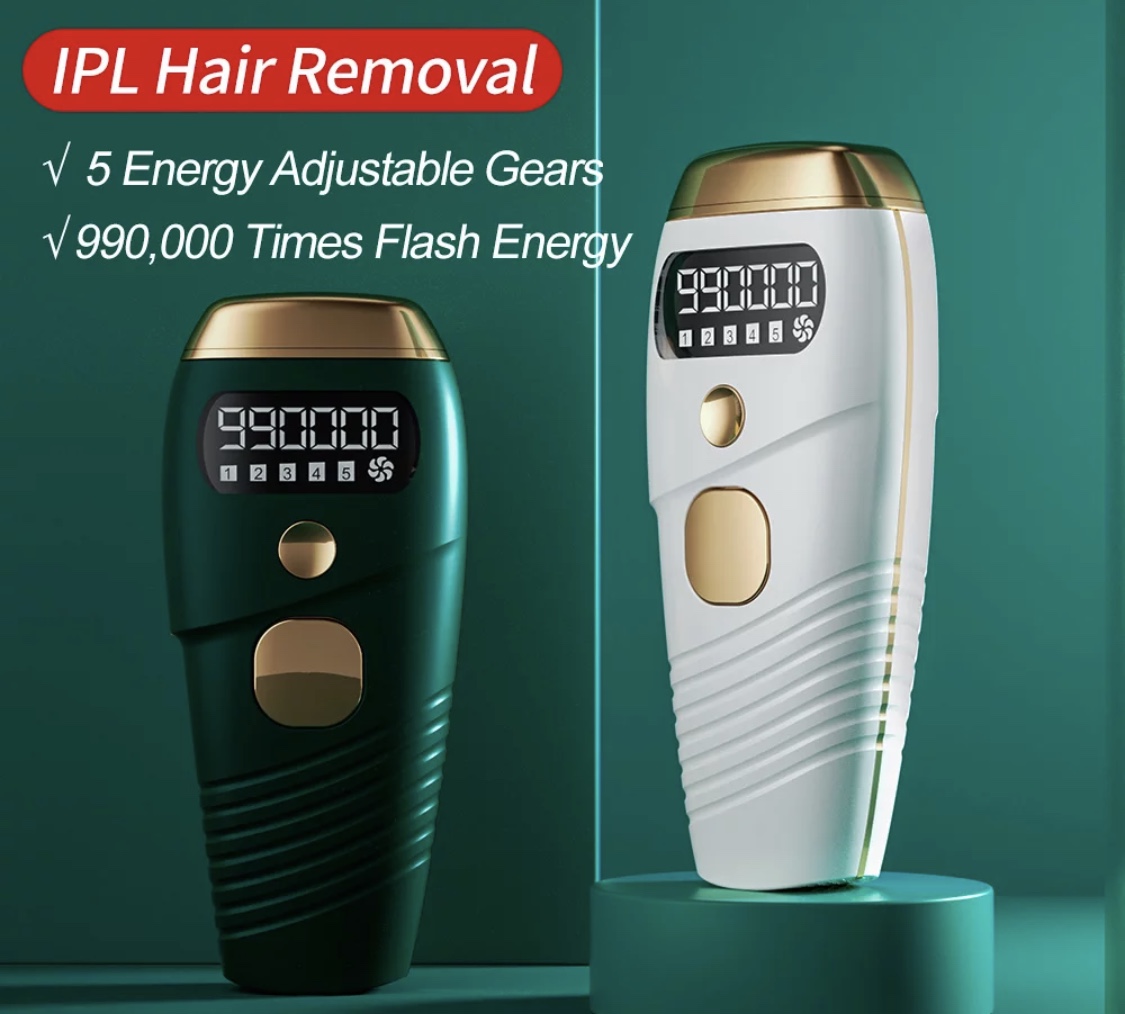 IPL Hair Removal
√ 5 Energy Adjustable Gears
√ 990,000 Times Flash Energy
990000
1 2 3 4 5
990000
1 2 3 4 5